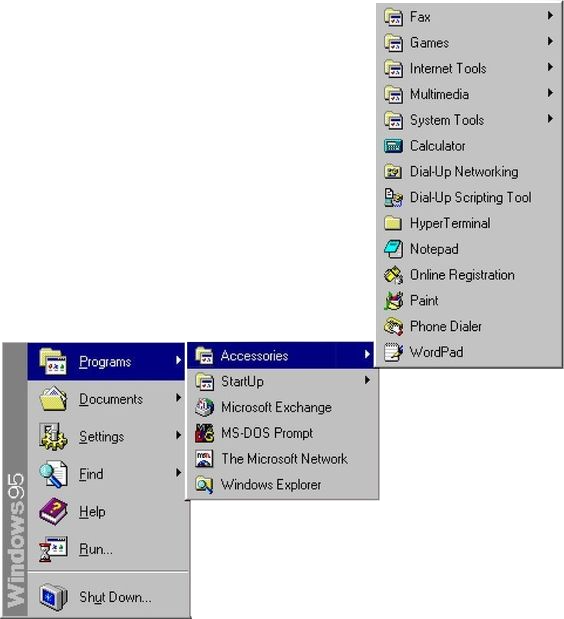 Fax
Games
Internet Tools
Multimedia
System Tools
Calculator
Dial-Up Networking
Dial-Up Scripting Tool
HyperTerminal
Notepad
Online Registration
Paint
Phone Dialer
WordPad
Accessories
StartUp
Microsoft Exchange
MS-DOS Prompt
The Microsoft Network
Windows Explorer
Programs
Documents
Settings
Find
Help
Run...
Shut Down...
Windows95